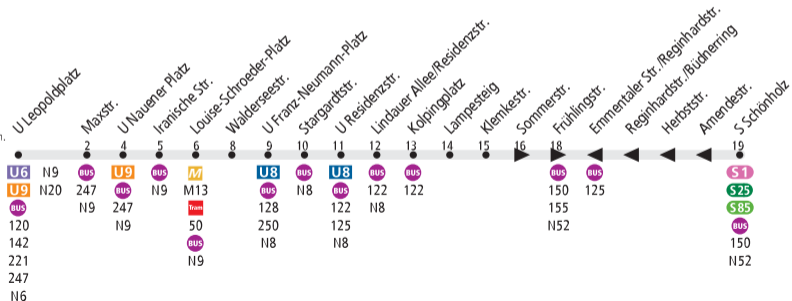 U Leopoldplatz
Maxstr.
U Nauener Platz
Iranische Str.
Louise-Schroeder-Platz
Walderseestr.
U Franz-Neumann-Platz
Stargardtstr.
U Residenzstr.
Lindauer Allee/Residenzstr.
Kolpingplatz
Lampesteig
Klemkestr.
Sommerstr.
Frühlingstr.
Emmentaler Str./Reginhardstr.
Reginhardstr./Büdnerring
Herbststr.
Amendestr.
S Schönholz
n.
2 4 5 6 8 9 10 11 12 13 14 15 16 18 19
U6 N9 BUS U9 BUS M U8 BUS U8 BUS BUS BUS BUS S1
U9 N20 247 BUS N9 M13 BUS N8 BUS 122 122 150 125 S25
BUS N9 247 Tram 128 122 N8 155 S85
120 N9 50 250 125 N52 BUS
142 BUS N8 N8 150
221 N9 N52
247
N6